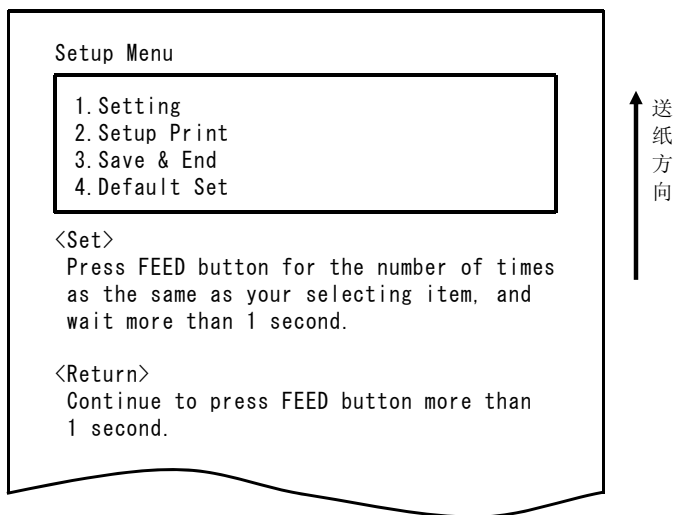 Setup Menu
1.Setting
2.Setup Print
3.Save & End
4.Default Set
<Set>
Press FEED button for the number of times
as the same as your selecting item, and
wait more than 1 second.
<Return>
Continue to press FEED button more than
1 second.
送纸方向